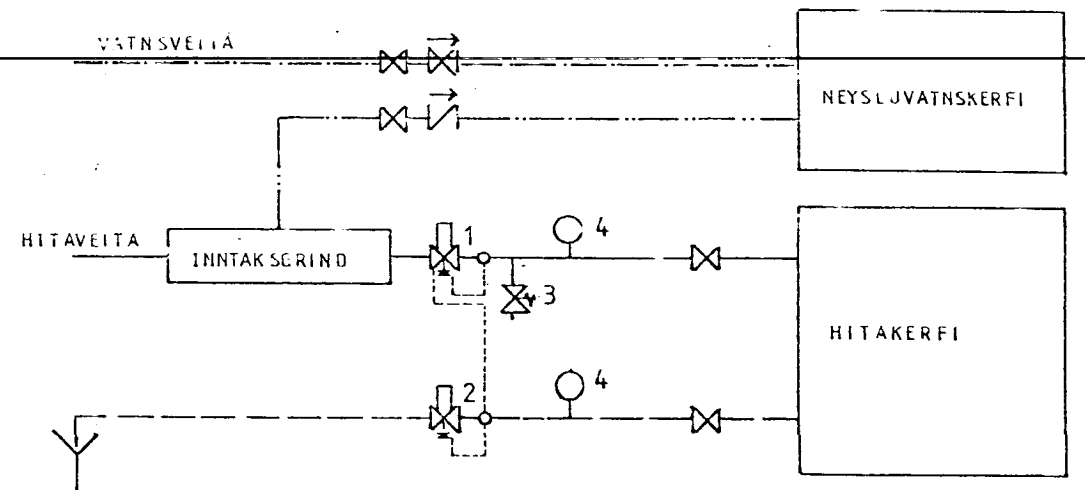 VATNSVEITA
NEYSLUVATNSKERFI
HITAVEITA
INNTAKSGRIND
1
4
3
HITAKERFI
2
4